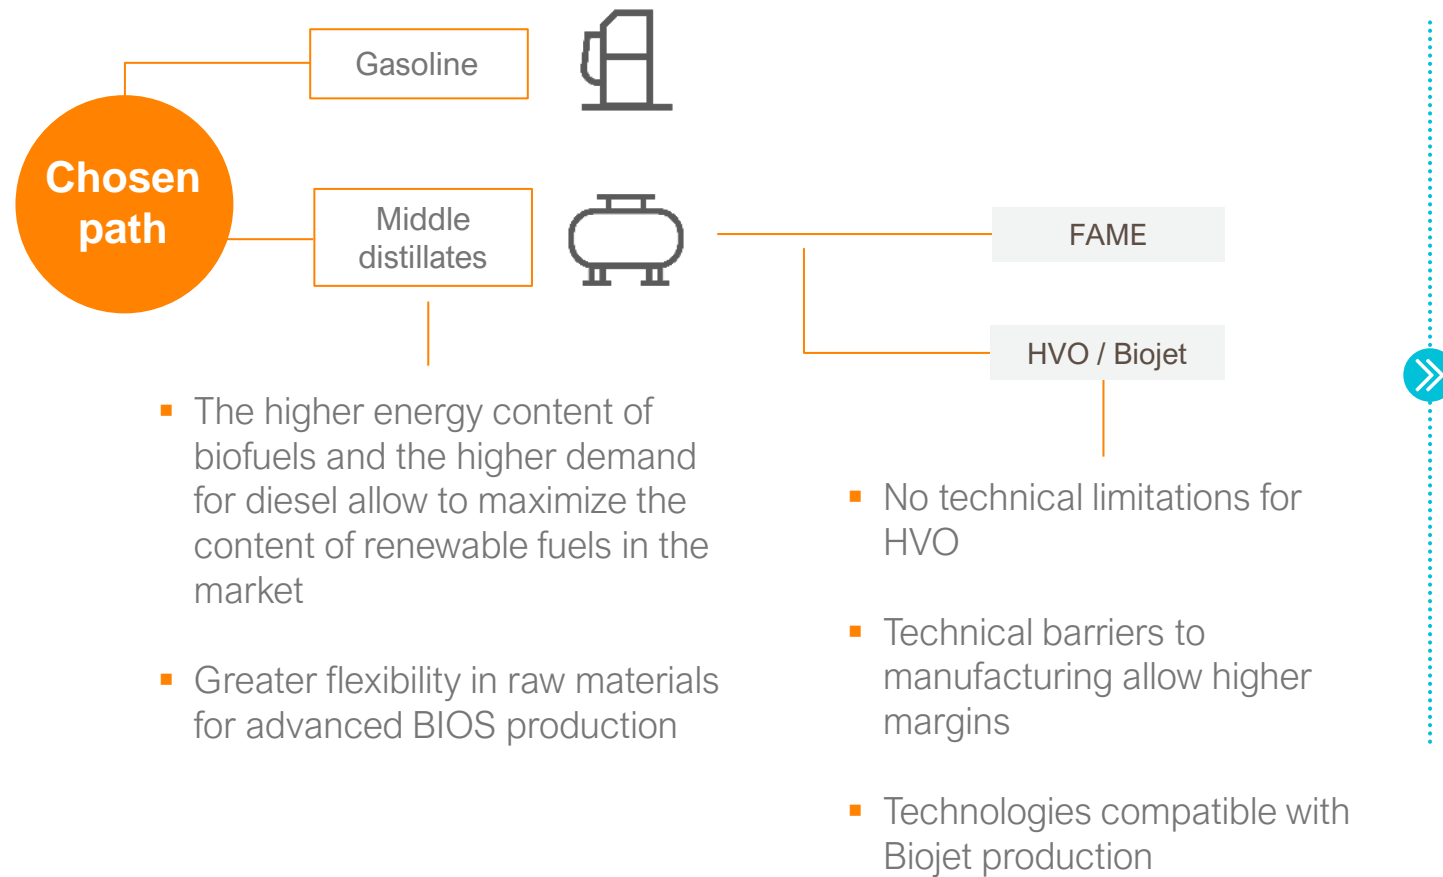 Gasoline
Chosen
path
Middle
distillates
FAME
HVO / Biojet
The higher energy content of
biofuels and the higher demand
for diesel allow to maximize the
content of renewable fuels in the
market
Greater flexibility in raw materials
for advanced BIOS production
No technical limitations for
HVO
Technical barriers to
manufacturing allow higher
margins
Technologies compatible with
Biojet production